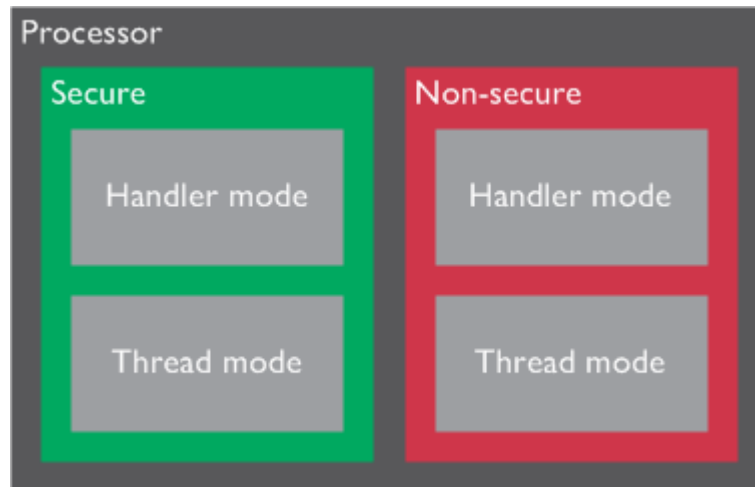 Processor
Secure
Handler mode
Thread mode
Non-secure
Handler mode
Thread mode